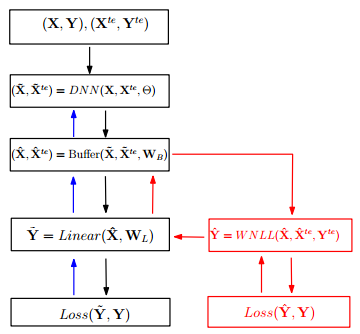 (X, Y), (X^{te}, Y^{te})
(X̃, X̃^{te}) = DNN(X, X^{te}, Θ)
(X̂, X̂^{te}) = Buffer(X̃, X̃^{te}, W_B)
Ỹ = Linear(X̂, W_L)
Ŷ = WNLL(X̂, X̂^{te}, Y^{te})
Loss(Ỹ, Y)
Loss(Ŷ, Y)